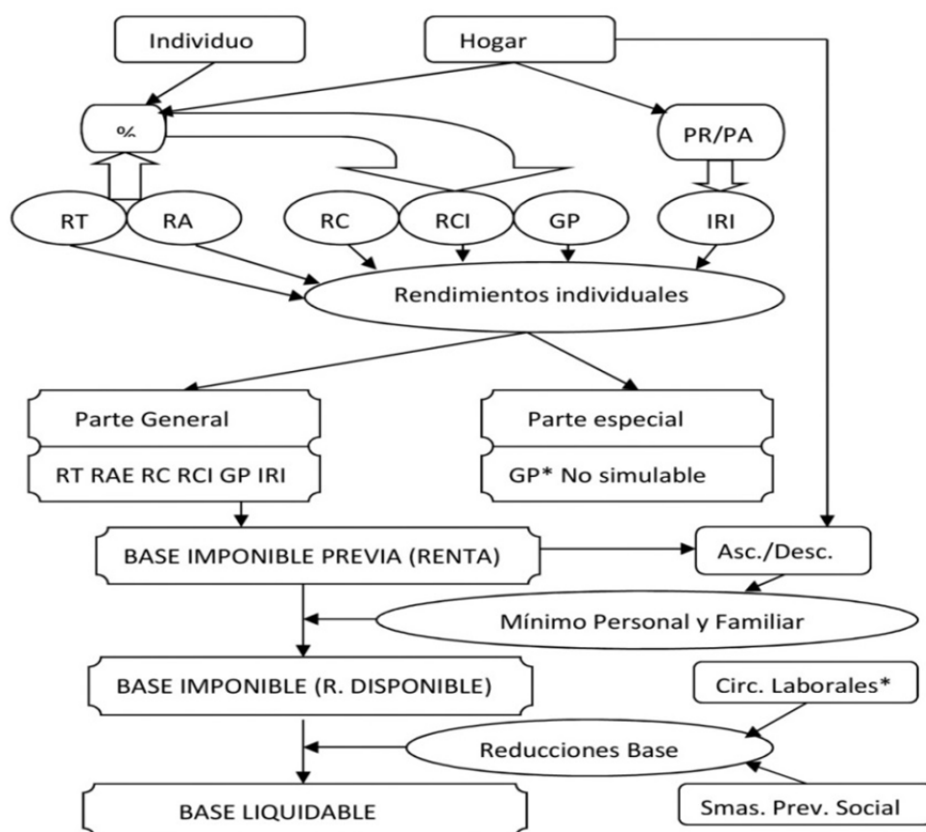 Individuo
Hogar
%
PR/PA
RT
RA
RC
RCI
GP
IRI
Rendimientos individuales
Parte General
Parte especial
RT RAE RC RCI GP IRI
GP* No simulable
BASE IMPONIBLE PREVIA (RENTA)
Asc./Desc.
Mínimo Personal y Familiar
BASE IMPONIBLE (R. DISPONIBLE)
Circ. Laborales*
Reducciones Base
BASE LIQUIDABLE
Smas. Prev. Social